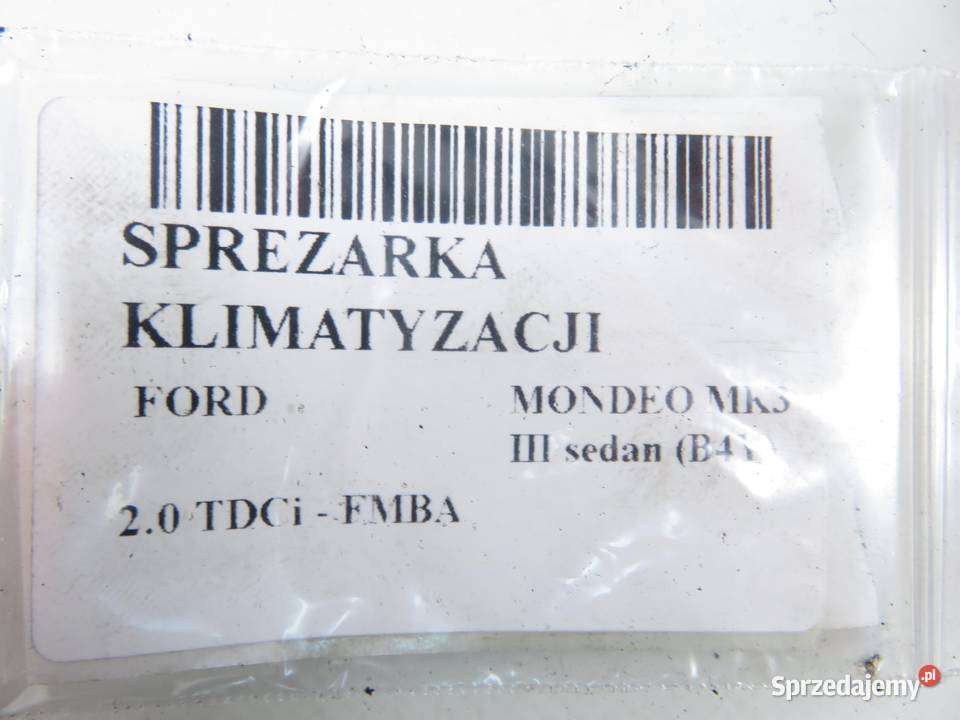 SPREZARKA
KLIMATYZACJI
FORD MONDEO MK3
III sedan (B4Y)
2.0 TDCi - FMBA
Sprzedajemy.pl